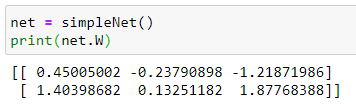 net = simpleNet()
print(net.W)
[[ 0.45005002 -0.23790898 -1.21871986]
 [ 1.40398682  0.13251182  1.87768388]]